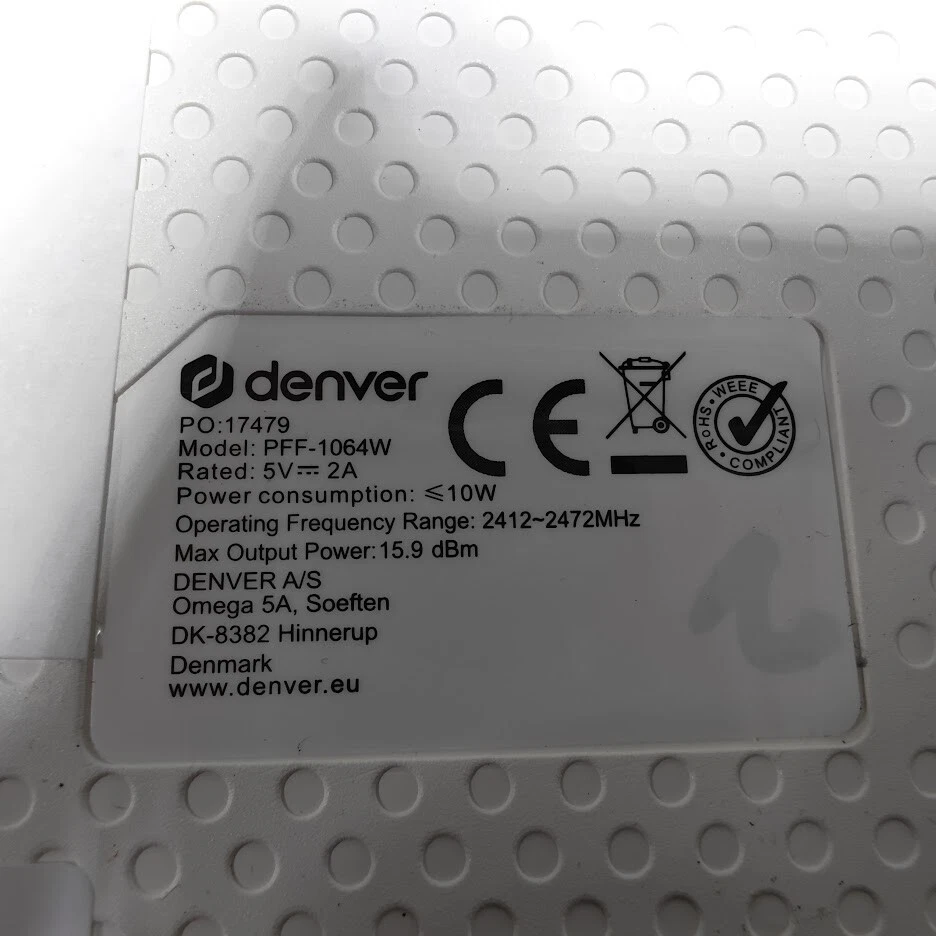 denver
PO:17479
Model: PFF-1064W
Rated: 5V⎓ 2A
Power consumption: ⩽10W
Operating Frequency Range: 2412~2472MHz
Max Output Power:15.9 dBm
DENVER A/S
Omega 5A, Soeften
DK-8382 Hinnerup
Denmark
www.denver.eu
CE
RoHS•WEEE
•COMPLIANT